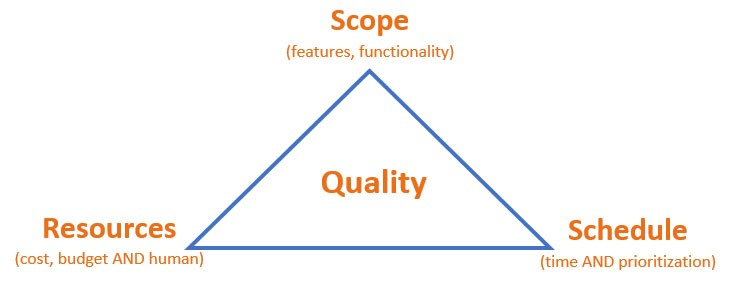 Scope
(features, functionality)
Quality
Resources
(cost, budget AND human)
Schedule
(time AND prioritization)